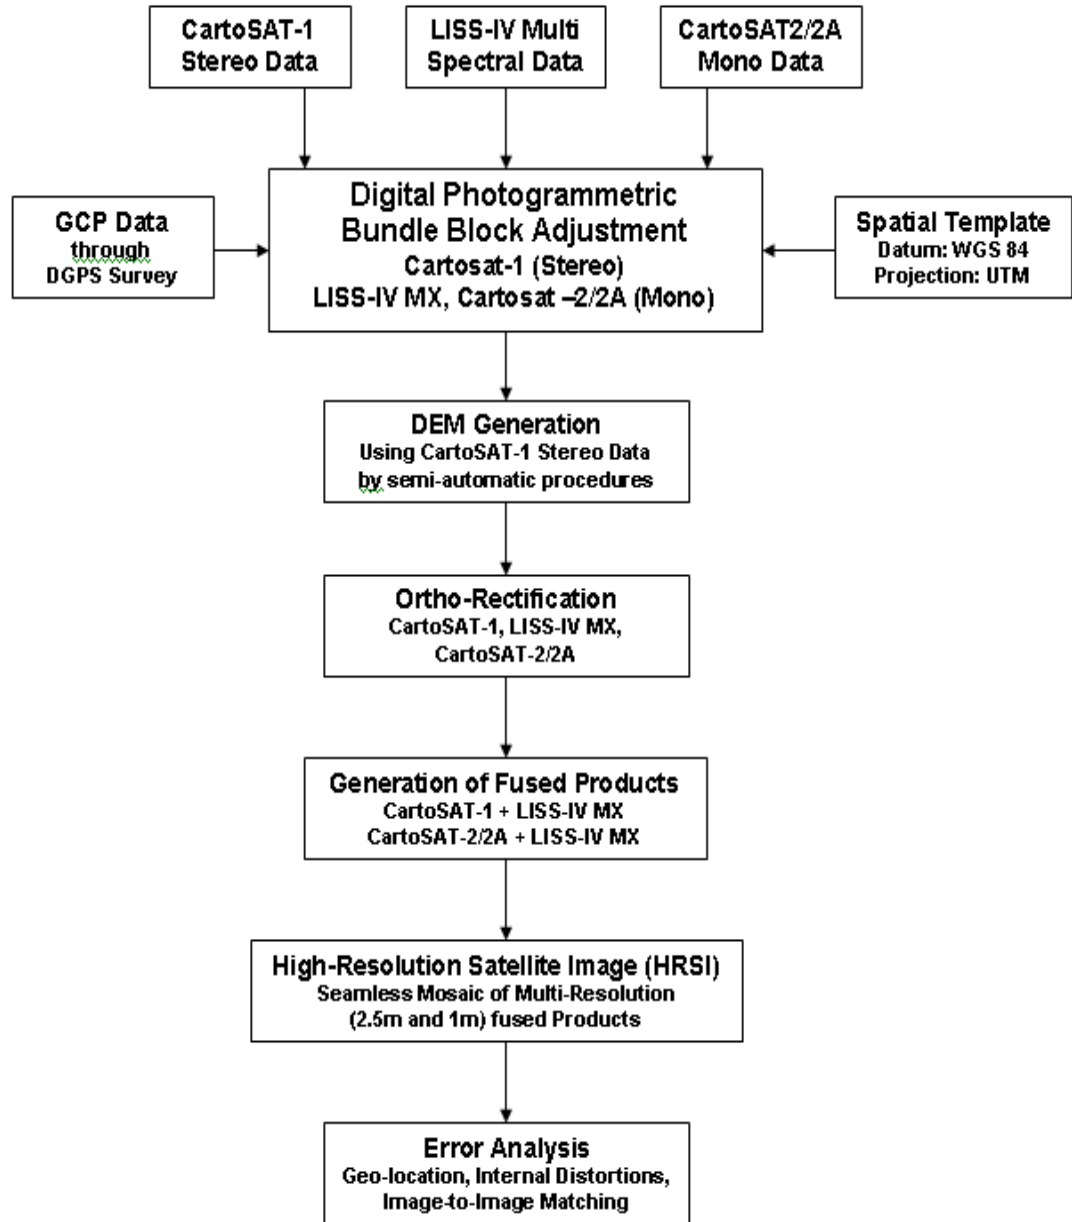 CartoSAT-1
Stereo Data
LISS-IV Multi
Spectral Data
CartoSAT2/2A
Mono Data
GCP Data
through
DGPS Survey
Digital Photogrammetric
Bundle Block Adjustment
Cartosat-1 (Stereo)
LISS-IV MX, Cartosat –2/2A (Mono)
Spatial Template
Datum: WGS 84
Projection: UTM
DEM Generation
Using CartoSAT-1 Stereo Data
by semi-automatic procedures
Ortho-Rectification
CartoSAT-1, LISS-IV MX,
CartoSAT-2/2A
Generation of Fused Products
CartoSAT-1 + LISS-IV MX
CartoSAT-2/2A + LISS-IV MX
High-Resolution Satellite Image (HRSI)
Seamless Mosaic of Multi-Resolution
(2.5m and 1m) fused Products
Error Analysis
Geo-location, Internal Distortions,
Image-to-Image Matching